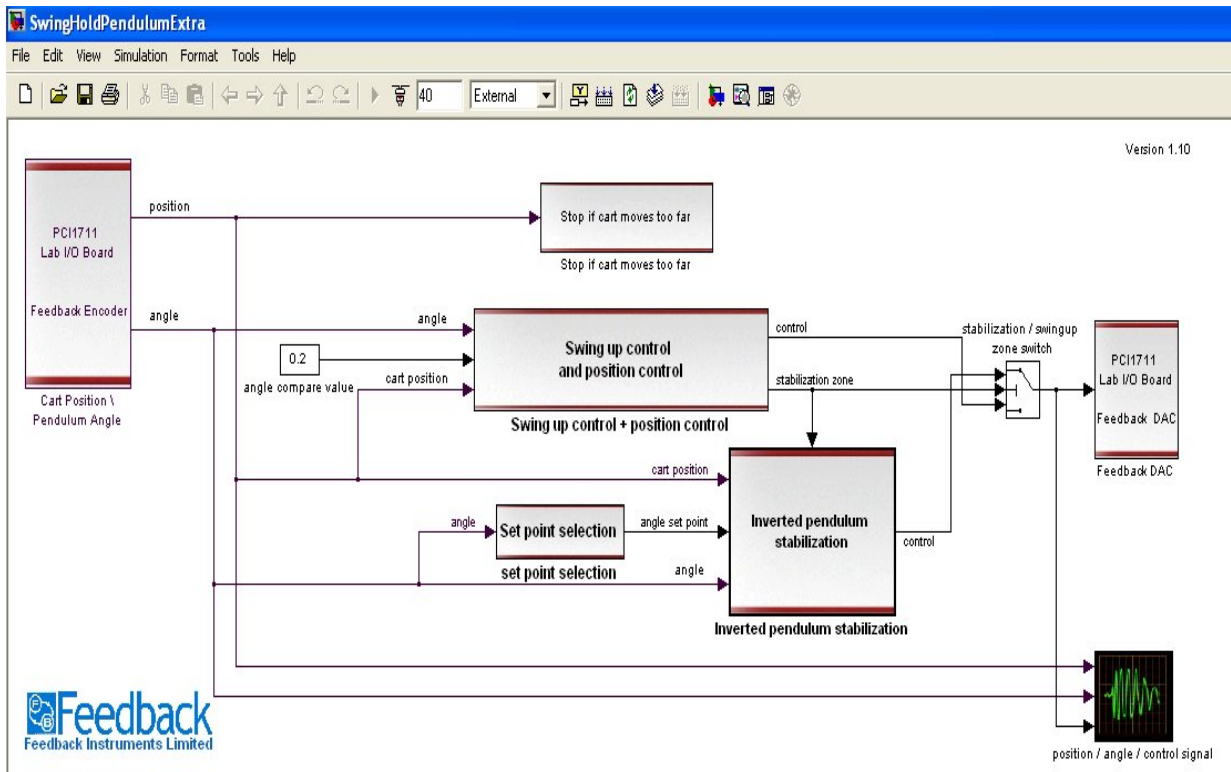 SwingHoldPendulumExtra
File Edit View Simulation Format Tools Help
40 External
Version 1.10
PCI1711
Lab I/O Board
Feedback Encoder
Cart Position \
Pendulum Angle
position
angle
Stop if cart moves too far
Stop if cart moves too far
angle
0.2
angle compare value
cart position
Swing up control
and position control
Swing up control + position control
control
stabilization zone
stabilization / swingup
zone switch
PCI1711
Lab I/O Board
Feedback DAC
Feedback DAC
cart position
angle
Set point selection
set point selection
angle set point
angle
Inverted pendulum
stabilization
Inverted pendulum stabilization
control
Feedback
Feedback Instruments Limited
position / angle / control signal